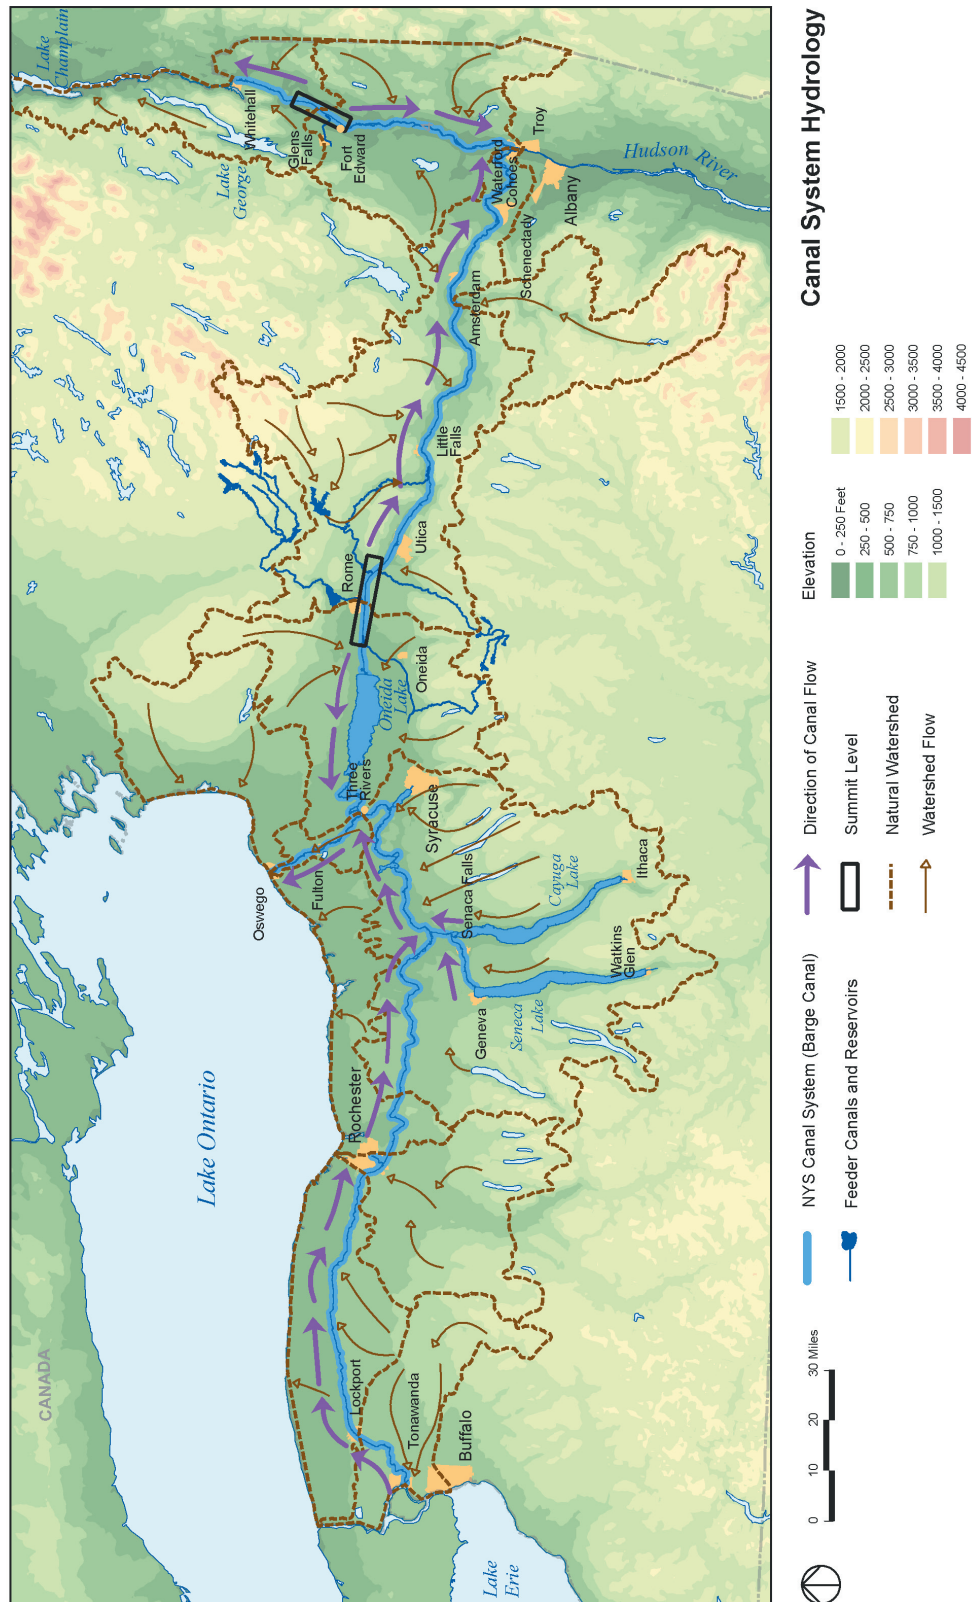 Canal System Hydrology
CANADA
Lake Ontario
Lake
Erie
Lake
Champlain
Lake
George
Hudson River
Oneida
Lake
Cayuga
Lake
Seneca
Lake
Buffalo
Tonawanda
Lockport
Rochester
Geneva
Watkins
Glen
Ithaca
Senaca Falls
Syracuse
Three
Rivers
Fulton
Oswego
Oneida
Rome
Utica
Little
Falls
Amsterdam
Schenectady
Waterford
Cohoes
Albany
Troy
Fort
Edward
Glens
Falls
Whitehall
0
10
20
30 Miles
NYS Canal System (Barge Canal)
Feeder Canals and Reservoirs
Direction of Canal Flow
Summit Level
Natural Watershed
Watershed Flow
Elevation
0 - 250 Feet
250 - 500
500 - 750
750 - 1000
1000 - 1500
1500 - 2000
2000 - 2500
2500 - 3000
3000 - 3500
3500 - 4000
4000 - 4500